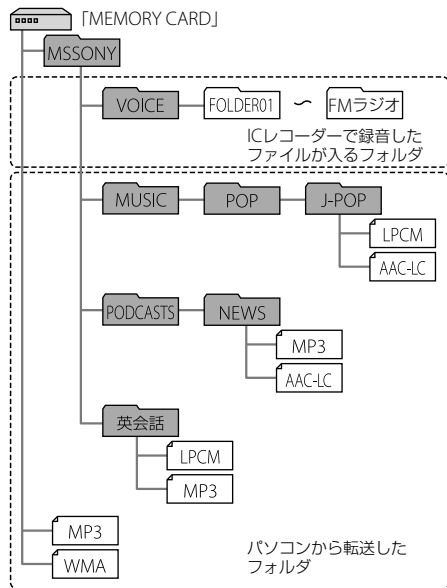 「MEMORY CARD」
MSSONY
VOICE FOLDER01 ~ FMラジオ
ICレコーダーで録音した
ファイルが入るフォルダ
MUSIC POP J-POP
LPCM
AAC-LC
PODCASTS NEWS
MP3
AAC-LC
英会話
LPCM
MP3
MP3
WMA
パソコンから転送した
フォルダ